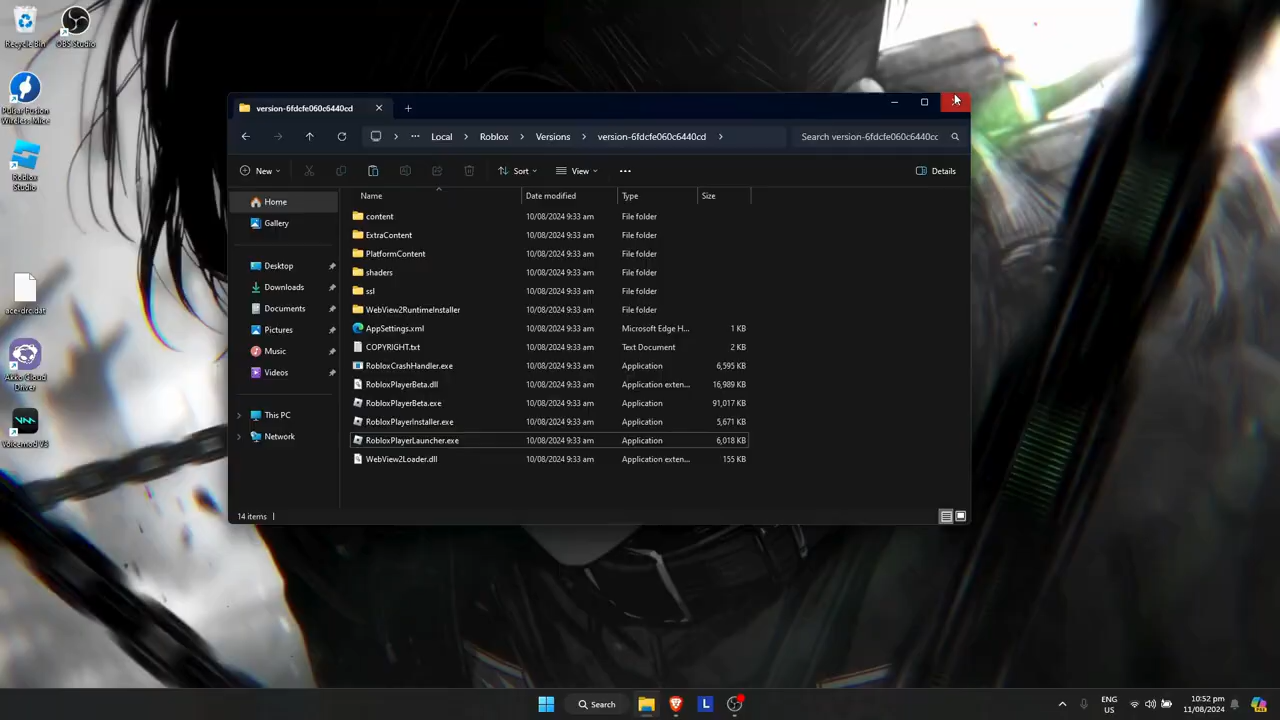 Recycle Bin
OBS Studio
Pulsar Fusion
Wireless Mice
Roblox
Studio
ace-drc.dat
Akko Cloud
Driver
Voicemod V3
version-6fdcfe060c6440cd
Local
Roblox
Versions
version-6fdcfe060c6440cd
Search version-6fdcfe060c6440cc
New
Sort
View
Details
Home
Gallery
Desktop
Downloads
Documents
Pictures
Music
Videos
This PC
Network
Name Date modified Type Size
content 10/08/2024 9:33 am File folder
ExtraContent 10/08/2024 9:33 am File folder
PlatformContent 10/08/2024 9:33 am File folder
shaders 10/08/2024 9:33 am File folder
ssl 10/08/2024 9:33 am File folder
WebView2RuntimeInstaller 10/08/2024 9:33 am File folder
AppSettings.xml 10/08/2024 9:33 am Microsoft Edge H... 1 KB
COPYRIGHT.txt 10/08/2024 9:33 am Text Document 2 KB
RobloxCrashHandler.exe 10/08/2024 9:33 am Application 6,595 KB
RobloxPlayerBeta.dll 10/08/2024 9:33 am Application exten... 16,989 KB
RobloxPlayerBeta.exe 10/08/2024 9:33 am Application 91,017 KB
RobloxPlayerInstaller.exe 10/08/2024 9:33 am Application 5,671 KB
RobloxPlayerLauncher.exe 10/08/2024 9:33 am Application 6,018 KB
WebView2Loader.dll 10/08/2024 9:33 am Application exten... 155 KB
14 items
Search
L
ENG
US
10:52 pm
11/08/2024